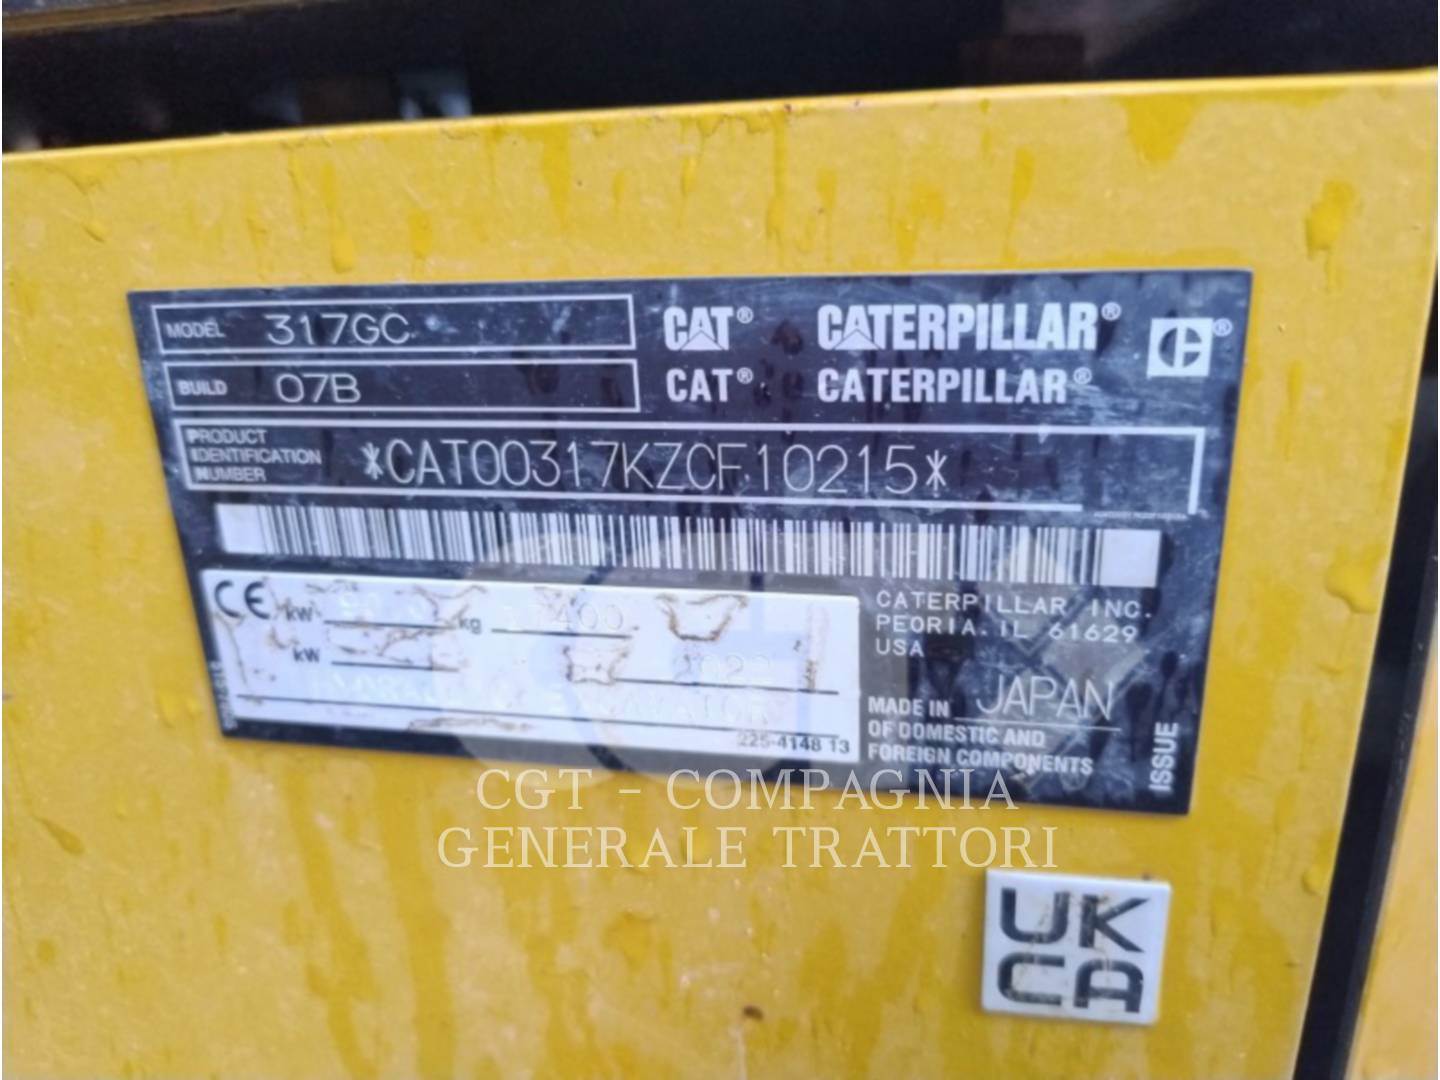 MODEL 317GC
CAT® CATERPILLAR®
BUILD 07B
CAT® CATERPILLAR®
PRODUCT
IDENTIFICATION
NUMBER
*CAT00317KZCF10215*
CE kW kg
kW 2022
EXCAVATOR
225-4148 13
CATERPILLAR INC.
PEORIA, IL 61629
USA
MADE IN JAPAN
OF DOMESTIC AND
FOREIGN COMPONENTS
ISSUE
CGT - COMPAGNIA
GENERALE TRATTORI
UK
CA